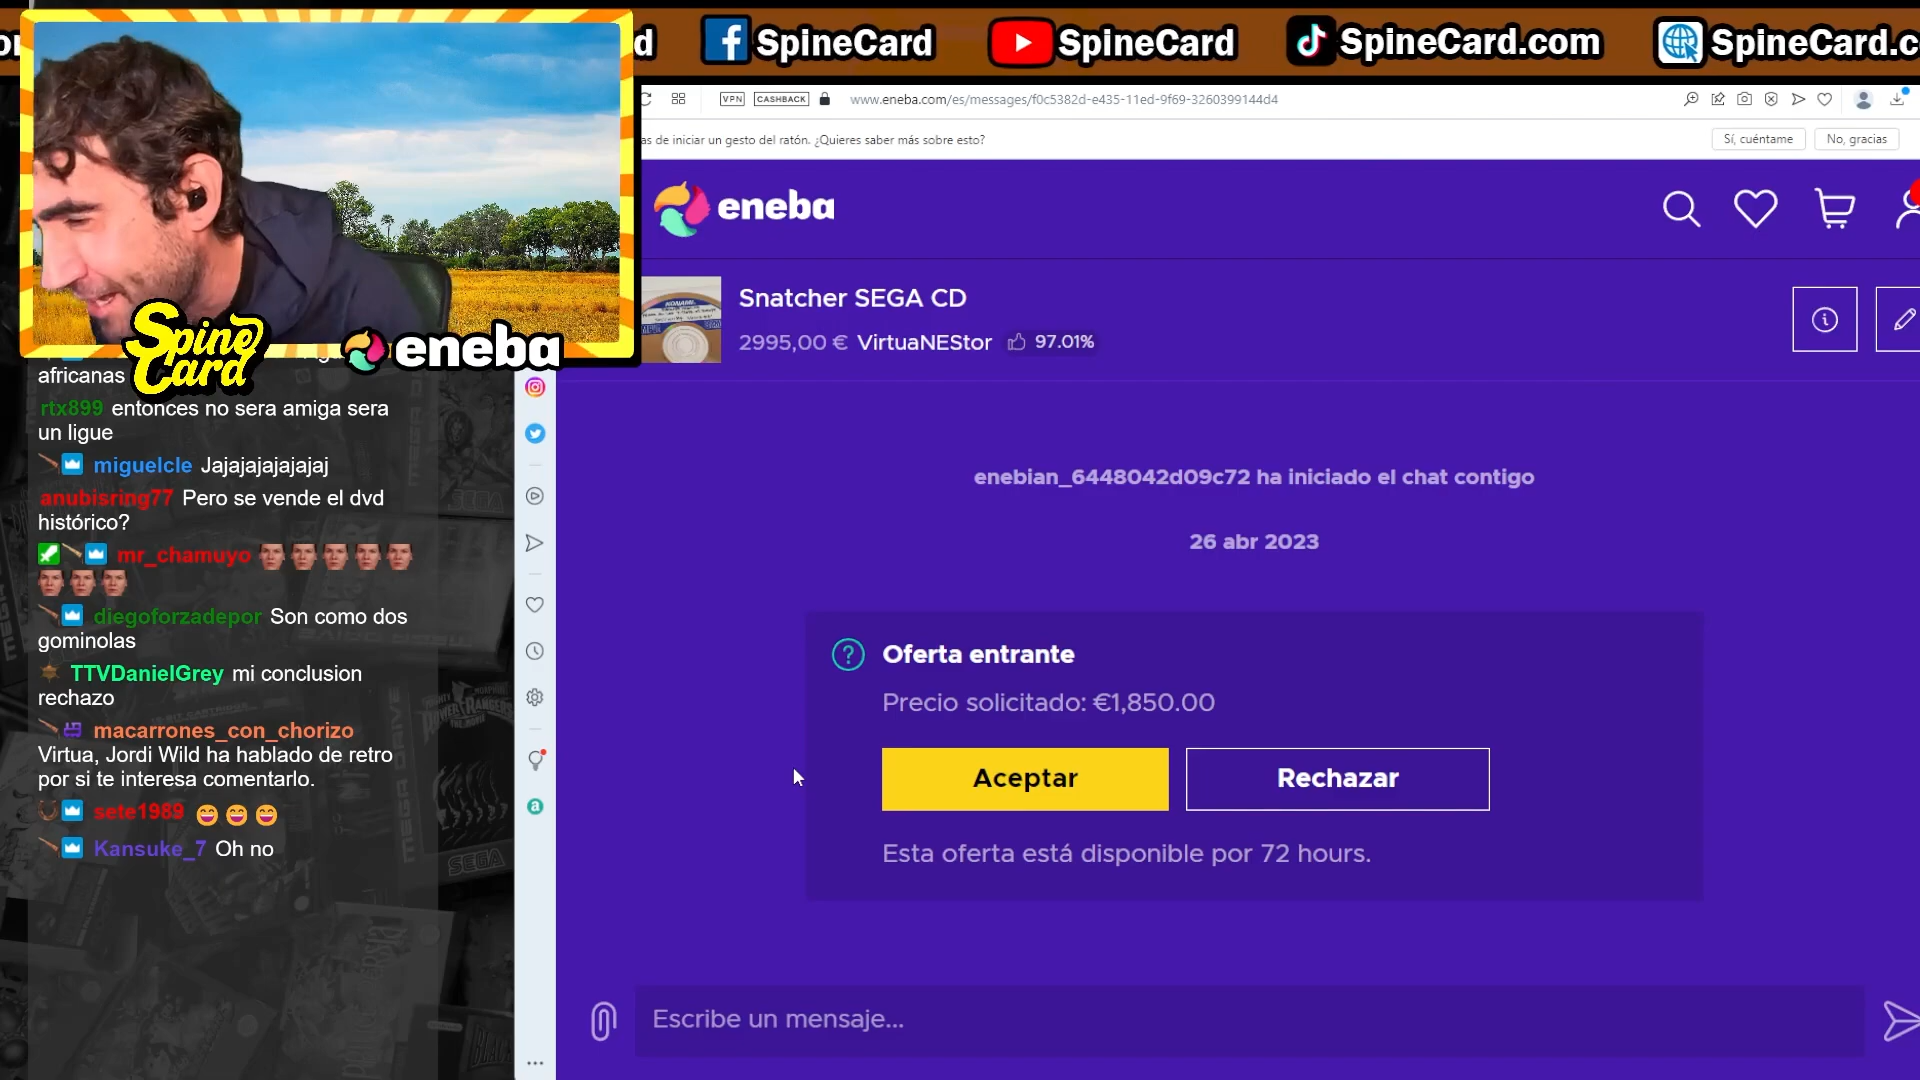 d
SpineCard
SpineCard
SpineCard.com
SpineCard.c
VPN
CASHBACK
www.eneba.com/es/messages/f0c5382d-e435-11ed-9f69-3260399144d4
as de iniciar un gesto del ratón. ¿Quieres saber más sobre esto?
Sí, cuéntame
No, gracias
eneba
KONAMI
Snatcher SEGA CD
2995,00 € VirtuaNEStor 97.01%
Spine
Card
eneba
africanas
rtx899 entonces no sera amiga sera
un ligue
miguelcle Jajajajajajajaj
anubisring77 Pero se vende el dvd
histórico?
mr_chamuyo
diegoforzadepor Son como dos
gominolas
TTVDanielGrey mi conclusion
rechazo
macarrones_con_chorizo
Virtua, Jordi Wild ha hablado de retro
por si te interesa comentarlo.
sete1989
Kansuke_7 Oh no
enebian_6448042d09c72 ha iniciado el chat contigo
26 abr 2023
Oferta entrante
Precio solicitado: €1,850.00
Aceptar
Rechazar
Esta oferta está disponible por 72 hours.
Escribe un mensaje...